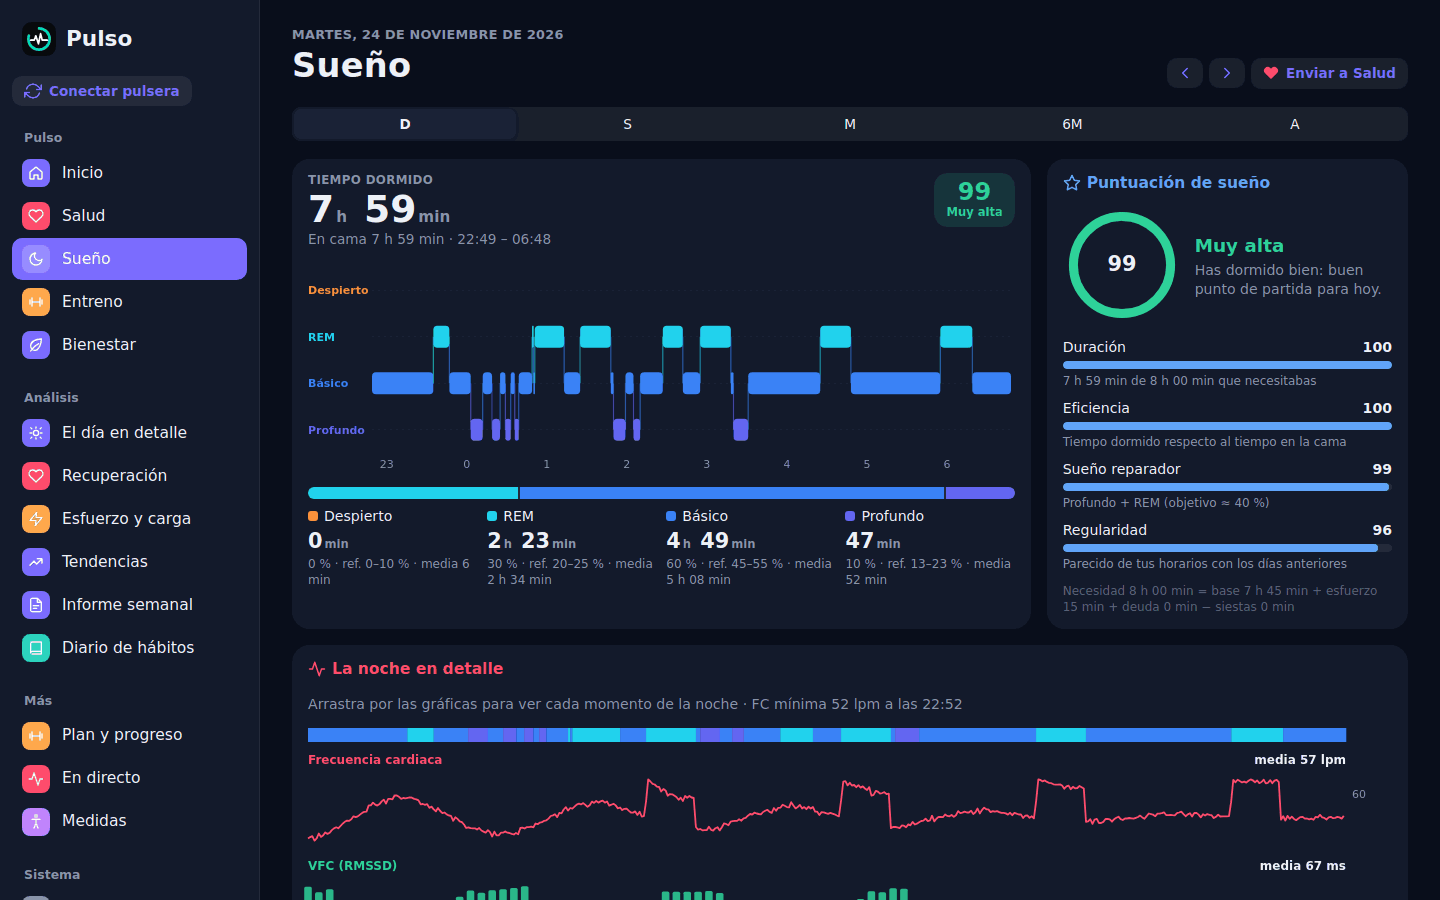 Pulso
Conectar pulsera
Pulso
Inicio
Salud
Sueño
Entreno
Bienestar
Análisis
El día en detalle
Recuperación
Esfuerzo y carga
Tendencias
Informe semanal
Diario de hábitos
Más
Plan y progreso
En directo
Medidas
Sistema
MARTES, 24 DE NOVIEMBRE DE 2026
Sueño
Enviar a Salud
D S M 6M A
TIEMPO DORMIDO
7 h 59 min
En cama 7 h 59 min · 22:49 – 06:48
99
Muy alta
Despierto
REM
Básico
Profundo
23 0 1 2 3 4 5 6
Despierto
0 min
0 % · ref. 0–10 % · media 6
min
REM
2 h 23 min
30 % · ref. 20–25 % · media
2 h 34 min
Básico
4 h 49 min
60 % · ref. 45–55 % · media
5 h 08 min
Profundo
47 min
10 % · ref. 13–23 % · media
52 min
Puntuación de sueño
99
Muy alta
Has dormido bien: buen
punto de partida para hoy.
Duración 100
7 h 59 min de 8 h 00 min que necesitabas
Eficiencia 100
Tiempo dormido respecto al tiempo en la cama
Sueño reparador 99
Profundo + REM (objetivo ≈ 40 %)
Regularidad 96
Parecido de tus horarios con los días anteriores
Necesidad 8 h 00 min = base 7 h 45 min + esfuerzo
15 min + deuda 0 min − siestas 0 min
La noche en detalle
Arrastra por las gráficas para ver cada momento de la noche · FC mínima 52 lpm a las 22:52
Frecuencia cardiaca media 57 lpm
60
VFC (RMSSD) media 67 ms